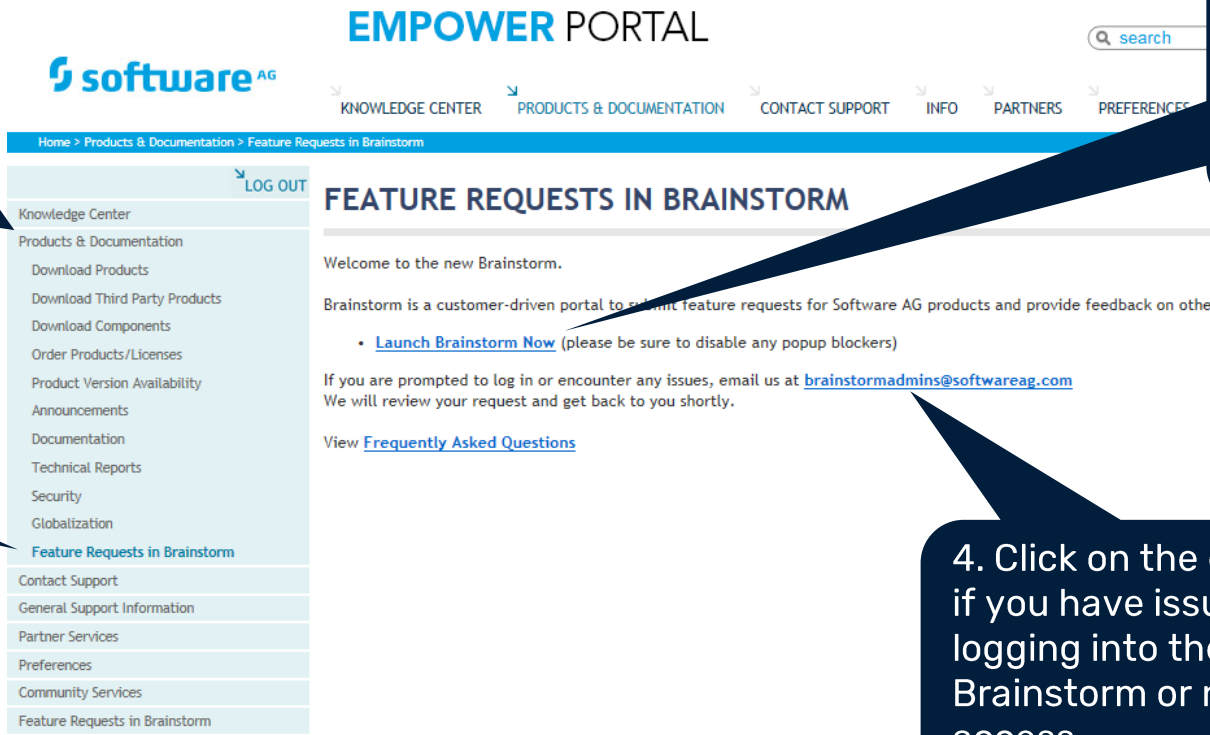 EMPOWER PORTAL
search
software AG
KNOWLEDGE CENTER PRODUCTS & DOCUMENTATION CONTACT SUPPORT INFO PARTNERS PREFERENCES
Home > Products & Documentation > Feature Requests in Brainstorm
LOG OUT
Knowledge Center
Products & Documentation
Download Products
Download Third Party Products
Download Components
Order Products/Licenses
Product Version Availability
Announcements
Documentation
Technical Reports
Security
Globalization
Feature Requests in Brainstorm
Contact Support
General Support Information
Partner Services
Preferences
Community Services
Feature Requests in Brainstorm
FEATURE REQUESTS IN BRAINSTORM
Welcome to the new Brainstorm.
Brainstorm is a customer-driven portal to submit feature requests for Software AG products and provide feedback on othe
• Launch Brainstorm Now (please be sure to disable any popup blockers)
If you are prompted to log in or encounter any issues, email us at brainstormadmins@softwareag.com
We will review your request and get back to you shortly.
View Frequently Asked Questions
4. Click on the
if you have issu
logging into the
Brainstorm or